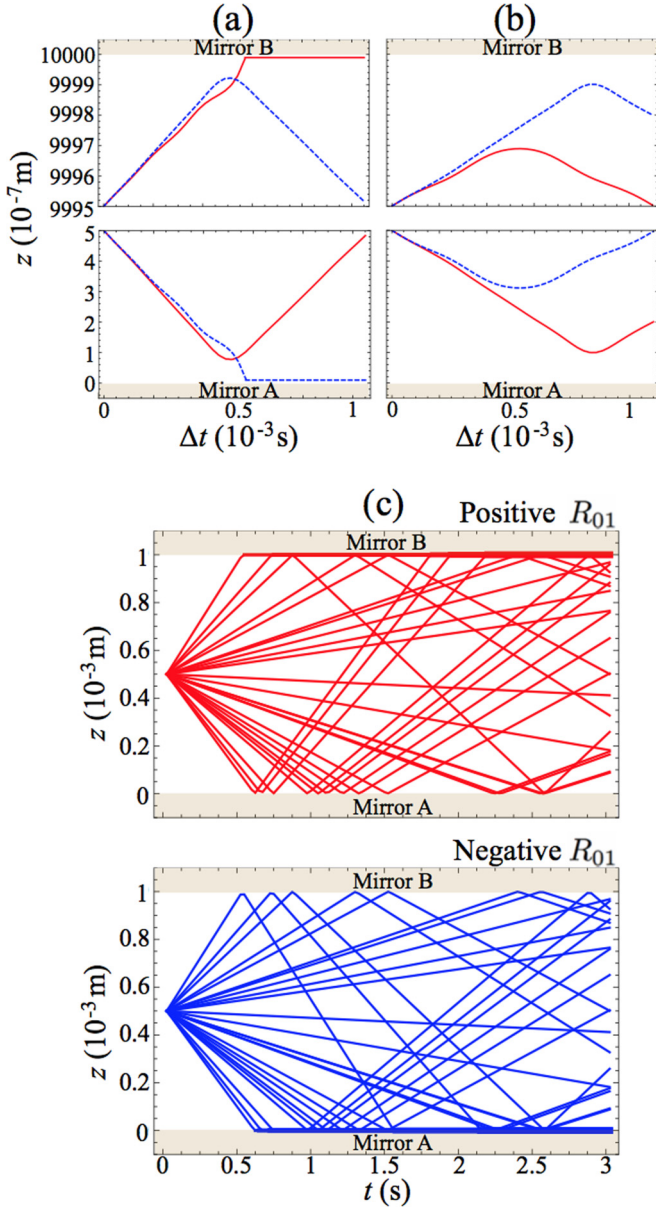 (a) (b)
Mirror B Mirror B
10000
9999
9998
9997
9996
9995
z (10⁻⁷m)
5
4
3
2
1
0
Mirror A Mirror A
0 0.5 1 0 0.5 1
Δt (10⁻³s) Δt (10⁻³s)
(c) Positive R₀₁
Mirror B
1
0.8
0.6
0.4
0.2
0
z (10⁻³m)
Mirror A
Negative R₀₁
Mirror B
1
0.8
0.6
0.4
0.2
0
z (10⁻³m)
Mirror A
0 0.5 1 1.5 2 2.5 3
t (s)